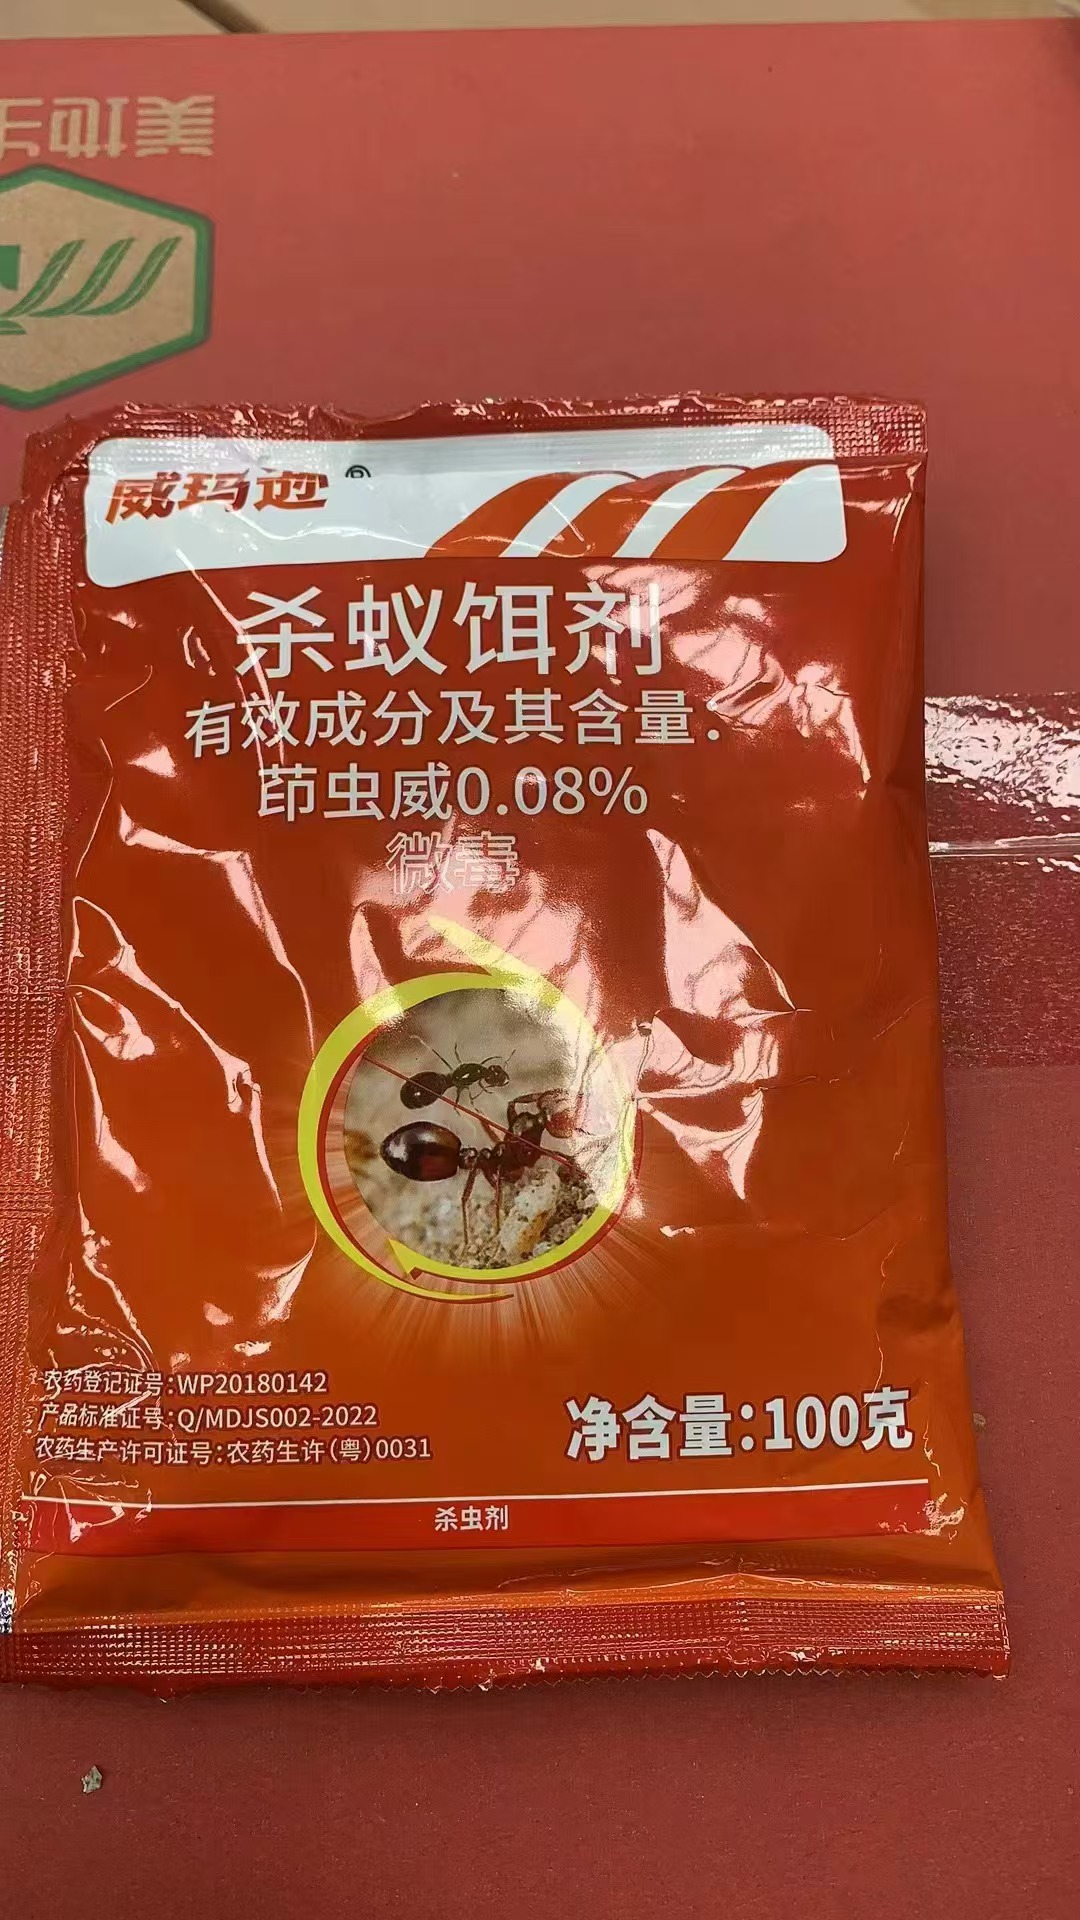 美地
威玛迩®
杀蚁饵剂
有效成分及其含量：
茚虫威0.08%
微毒
农药登记证号：WP20180142
产品标准证号：Q/MDJS002-2022
农药生产许可证号：农药生许（粤）0031
净含量：100克
杀虫剂